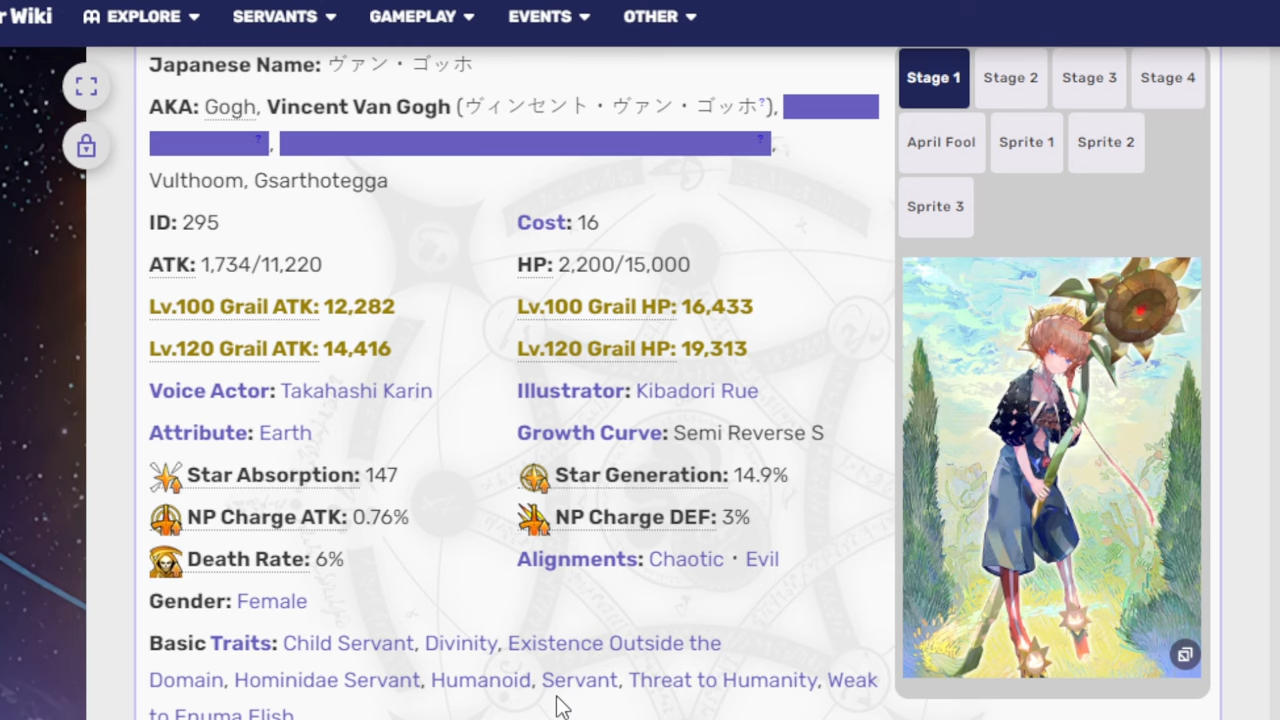 r Wiki EXPLORE SERVANTS GAMEPLAY EVENTS OTHER
Japanese Name: ヴァン・ゴッホ
AKA: Gogh, Vincent Van Gogh (ヴィンセント・ヴァン・ゴッホ?),
?, ?,
Vulthoom, Gsarthotegga
ID: 295 Cost: 16
ATK: 1,734/11,220 HP: 2,200/15,000
Lv.100 Grail ATK: 12,282 Lv.100 Grail HP: 16,433
Lv.120 Grail ATK: 14,416 Lv.120 Grail HP: 19,313
Voice Actor: Takahashi Karin Illustrator: Kibadori Rue
Attribute: Earth Growth Curve: Semi Reverse S
Star Absorption: 147 Star Generation: 14.9%
NP Charge ATK: 0.76% NP Charge DEF: 3%
Death Rate: 6% Alignments: Chaotic・Evil
Gender: Female
Basic Traits: Child Servant, Divinity, Existence Outside the
Domain, Hominidae Servant, Humanoid, Servant, Threat to Humanity, Weak
to Enuma Elish
Stage 1 Stage 2 Stage 3 Stage 4
April Fool Sprite 1 Sprite 2
Sprite 3